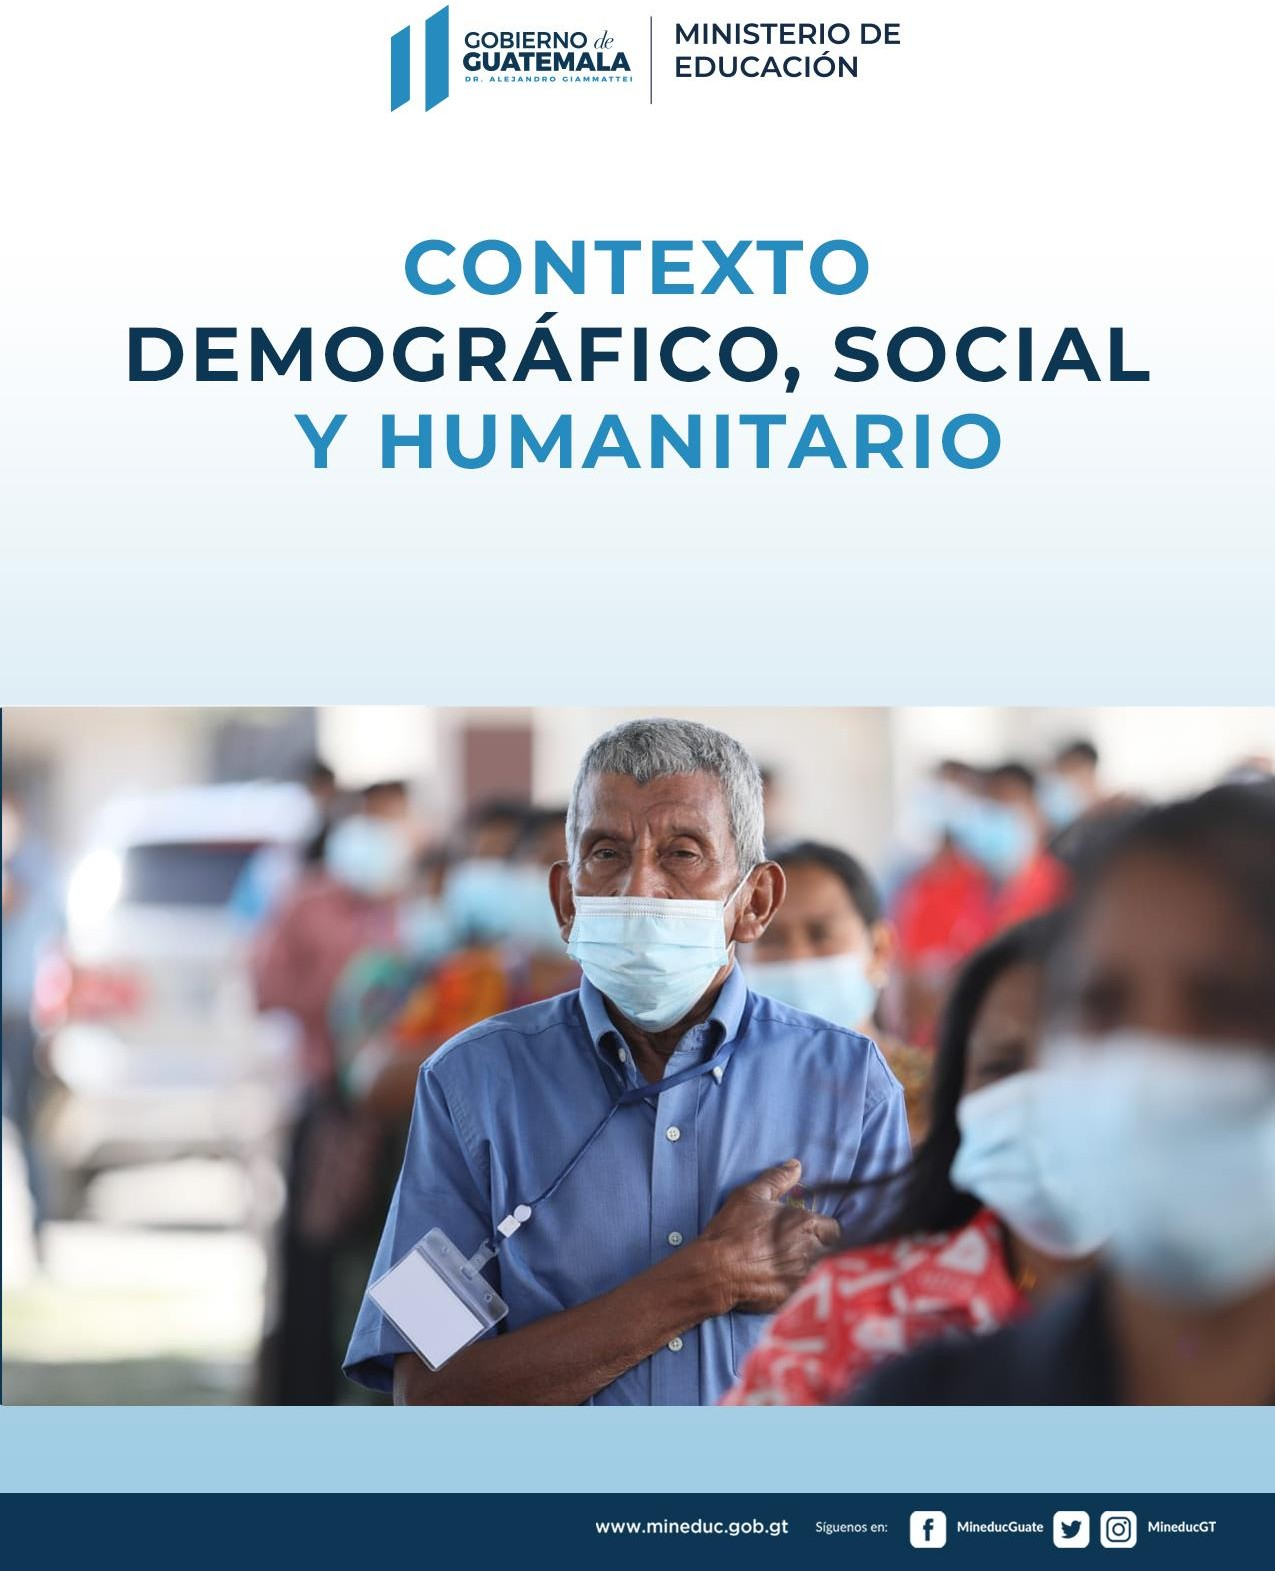 GOBIERNO de
GUATEMALA
DR. ALEJANDRO GIAMMATTEI
MINISTERIO DE
EDUCACIÓN
CONTEXTO
DEMOGRÁFICO, SOCIAL
Y HUMANITARIO
www.mineduc.gob.gt Síguenos en: MineducGuate MineducGT